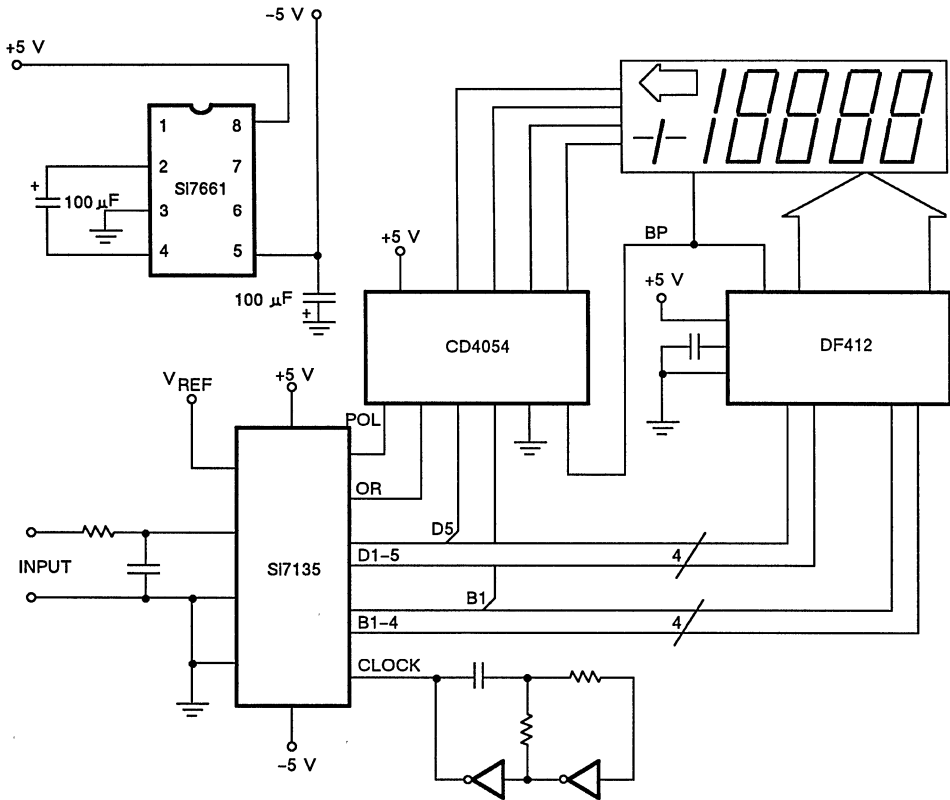 +5 V
-5 V
1
8
2
7
SI7661
3
6
4
5
+
100 µF
100 µF
+
+5 V
CD4054
BP
+5 V
DF412
VREF
+5 V
POL
OR
D5
D1-5
4
INPUT
SI7135
B1
B1-4
4
CLOCK
-5 V